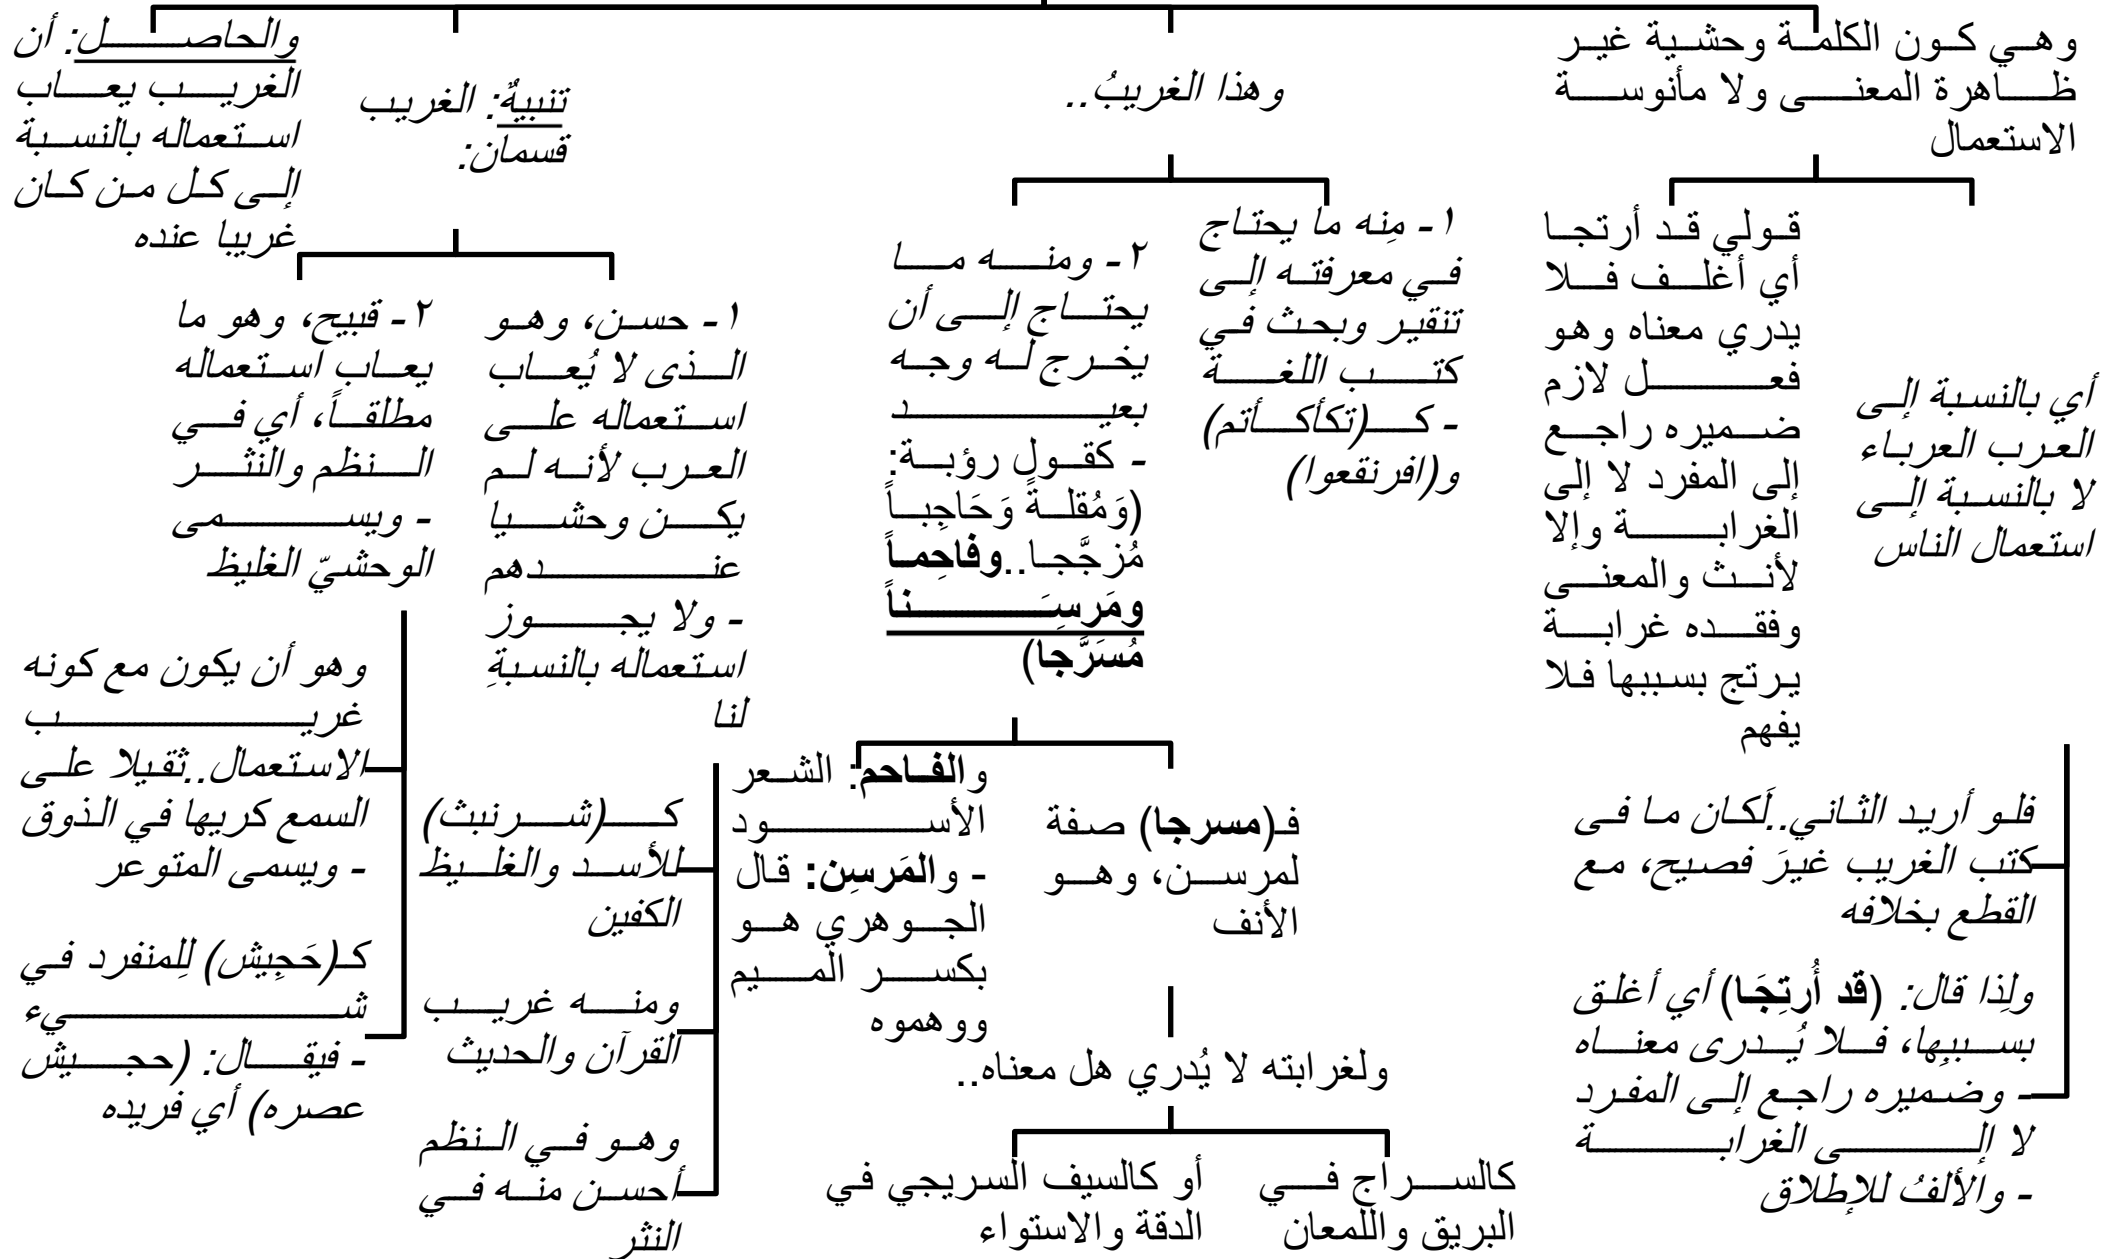 وهي كون الكلمة وحشية غير
ظاهرة المعنى ولا مأنوسة
الاستعمال
أي بالنسبة إلى
العرب العرباء
لا بالنسبة إلى
استعمال الناس
قولي قد أرتجا
أي أغلف فلا
يدري معناه وهو
فعل لازم
ضميره راجع
إلى المفرد لا إلى
الغرابة وإلا
لأنث والمعنى
وفقده غرابة
يرتج بسببها فلا
يفهم
فلو أريد الثاني..لَكان ما فى
كتب الغريب غيرَ فصيح، مع
القطع بخلافه
ولِذا قال: (قد أُرتِجَا) أي أغلق
بسببِها، فلا يُدرى معناه
- وضميره راجع إلى المفرد
لا إلى الغرابة
- والألفُ للإطلاق
وهذا الغريبُ..
١- مِنه ما يحتاج
في معرفته إلى
تنقير وبحث في
كتب اللغة
- كـ(تكأكأتم)
و(افرنقعوا)
٢- ومنه ما
يحتاج إلى أن
يخرج له وجه
بعيد
- كقول رؤبة:
(وَمُقلةً وَحَاجِباً
مُزجَّجا..وفاحِماً
ومَرسِناً
مُسَرَّجا)
فـ(مسرجا) صفة
لمرسن، وهو
الأنف
والفاحم: الشعر
الأسود
- والمَرسِن: قال
الجوهري هو
بكسر الميم
ووهموه
ولغرابته لا يُدري هل معناه..
كالسراج في
البريق واللمعان
أو كالسيف السريجي في
الدقة والاستواء
تنبيهٌ: الغريب
قسمان:
١- حسن، وهو
الذى لا يُعاب
استعماله على
العرب لأنه لم
يكن وحشيا
عندهم
- ولا يجوز
استعماله بالنسبةِ
لنا
كـ(شرنبث)
للأسد والغليظ
الكفين
ومنه غريب
القرآن والحديث
وهو في النظم
أحسن منه في
النثر
٢- قبيح، وهو ما
يعاب استعماله
مطلقاً، أي في
النظم والنثر
- ويسمى
الوحشيّ الغليظ
وهو أن يكون مع كونه
غريب
الاستعمال..ثقيلا على
السمع كريها في الذوق
- ويسمى المتوعر
كـ(حَجِيش) لِلمنفرد في
شيء
- فيقال: (حجيش
عصره) أي فريده
والحاصل: أن
الغريب يعاب
استعماله بالنسبة
إلى كل من كان
غريبا عنده